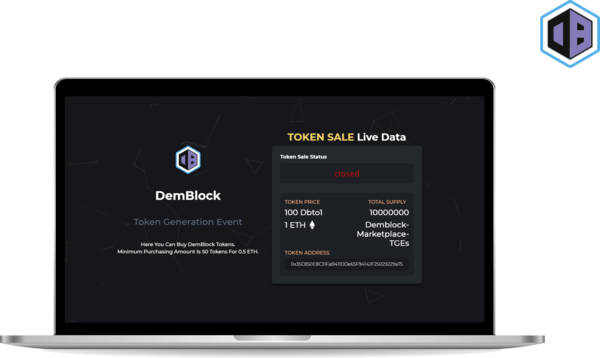 DemBlock
Token Generation Event
Here You Can Buy DemBlock Tokens.
Minimum Purchasing Amount Is 50 Tokens For 0.5 ETH.
TOKEN SALE Live Data
Token Sale Status
closed
TOKEN PRICE
100 Dbto1
1 ETH
TOTAL SUPPLY
10000000
Demblock-
Marketplace-
TGEs
TOKEN ADDRESS